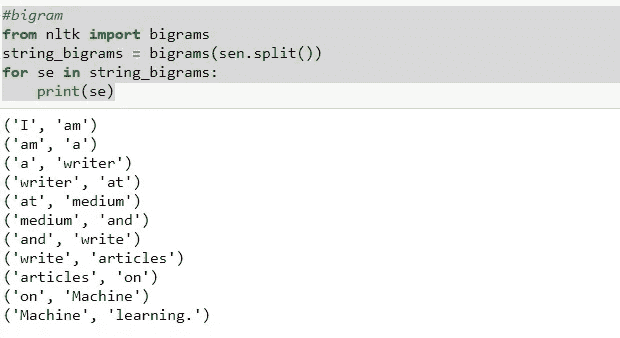 #bigram
from nltk import bigrams
string_bigrams = bigrams(sen.split())
for se in string_bigrams:
    print(se)
('I', 'am')
('am', 'a')
('a', 'writer')
('writer', 'at')
('at', 'medium')
('medium', 'and')
('and', 'write')
('write', 'articles')
('articles', 'on')
('on', 'Machine')
('Machine', 'learning.')